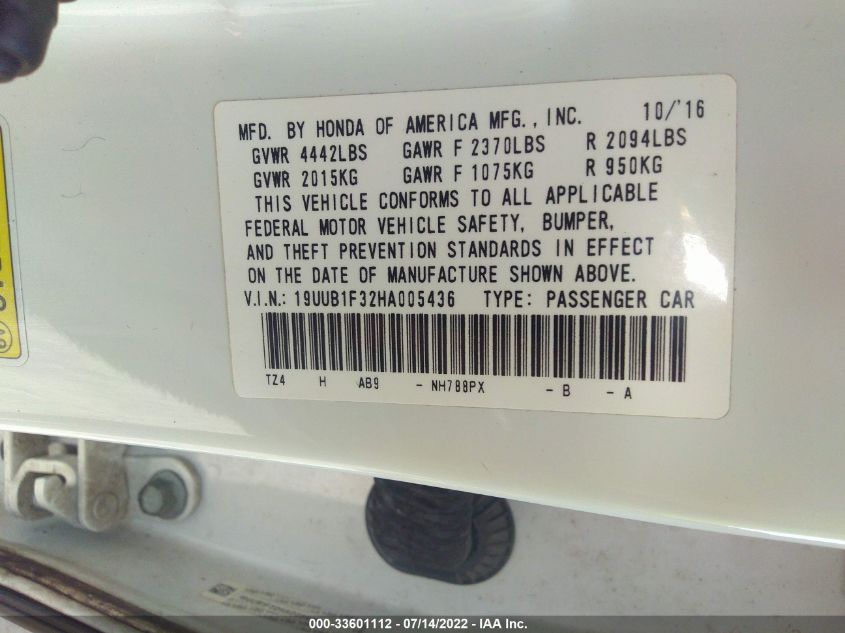 MFD. BY HONDA OF AMERICA MFG., INC. 10/'16
GVWR 4442LBS GAWR F 2370LBS R 2094LBS
GVWR 2015KG GAWR F 1075KG R 950KG
THIS VEHICLE CONFORMS TO ALL APPLICABLE
FEDERAL MOTOR VEHICLE SAFETY, BUMPER,
AND THEFT PREVENTION STANDARDS IN EFFECT
ON THE DATE OF MANUFACTURE SHOWN ABOVE.
V.I.N.: 19UUB1F32HA005436 TYPE: PASSENGER CAR
TZ4 H AB9 - NH788PX - B - A
000-33601112 - 07/14/2022 - IAA Inc.